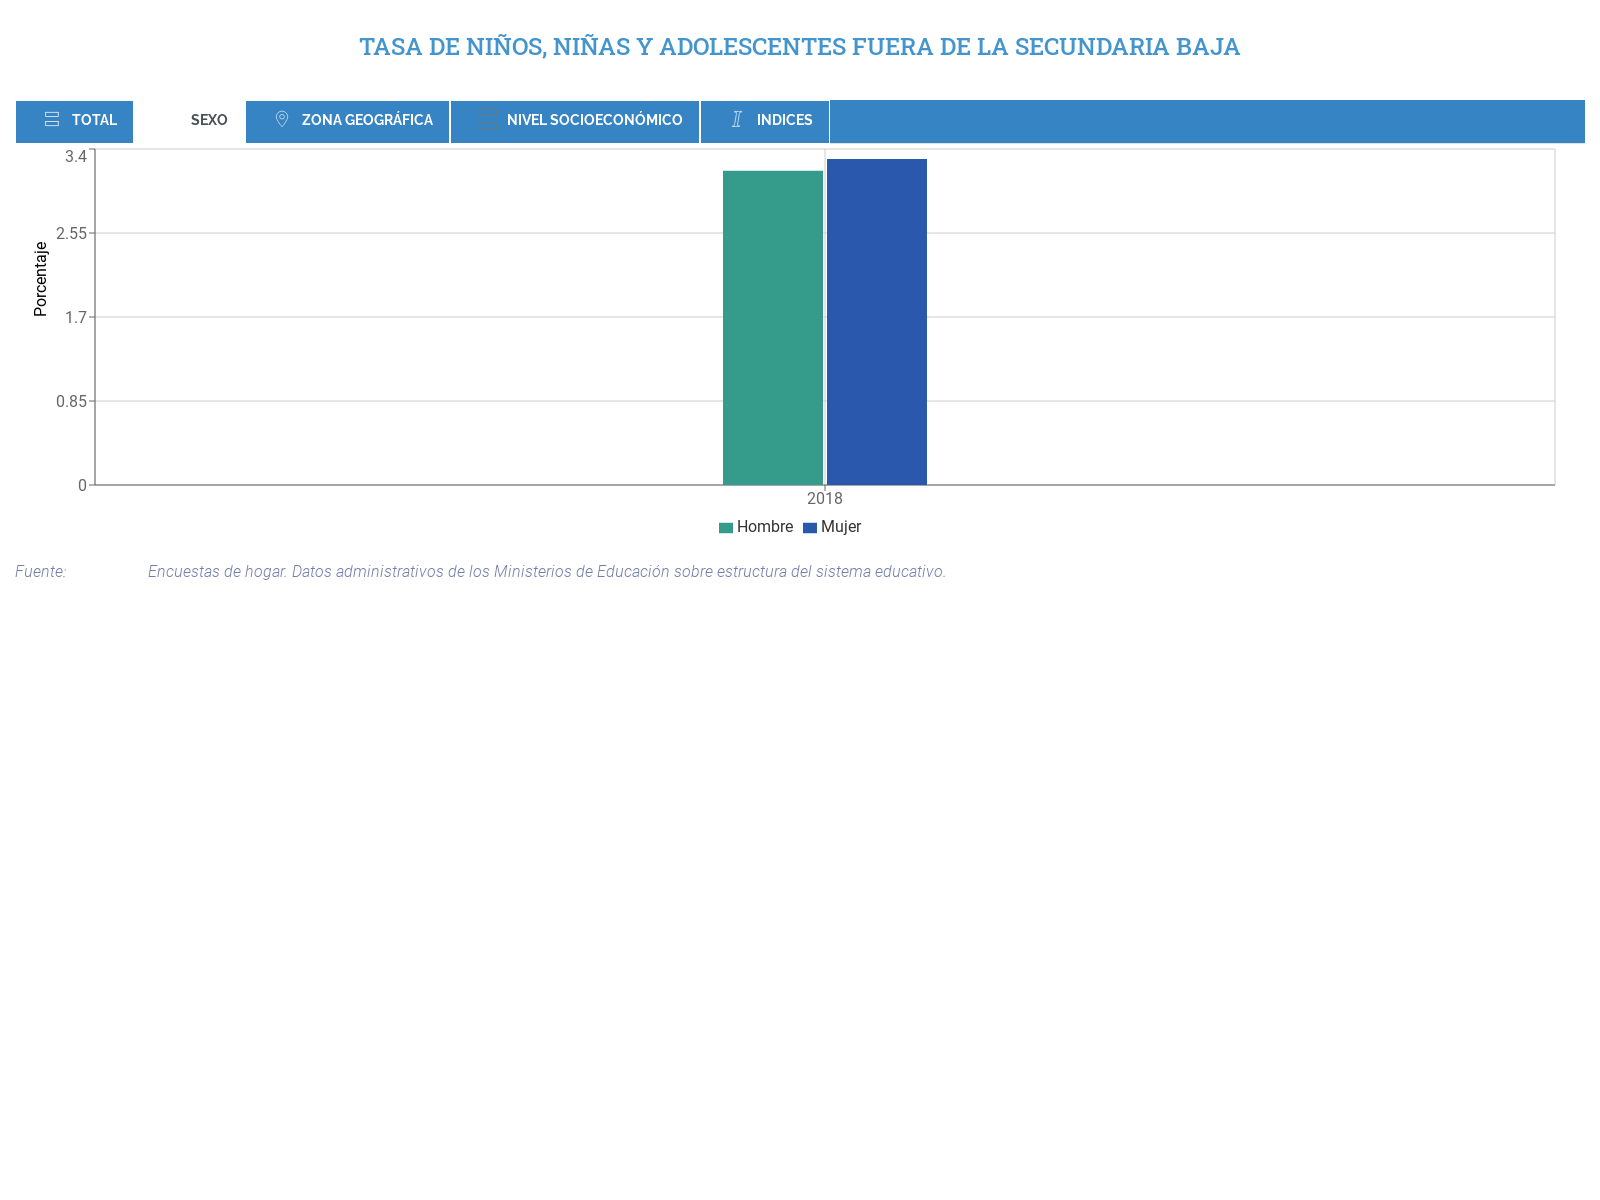 TASA DE NIÑOS, NIÑAS Y ADOLESCENTES FUERA DE LA SECUNDARIA BAJA
TOTAL SEXO ZONA GEOGRÁFICA NIVEL SOCIOECONÓMICO INDICES
3.4
2.55
1.7
0.85
0
Porcentaje
2018
Hombre Mujer
Fuente: Encuestas de hogar. Datos administrativos de los Ministerios de Educación sobre estructura del sistema educativo.